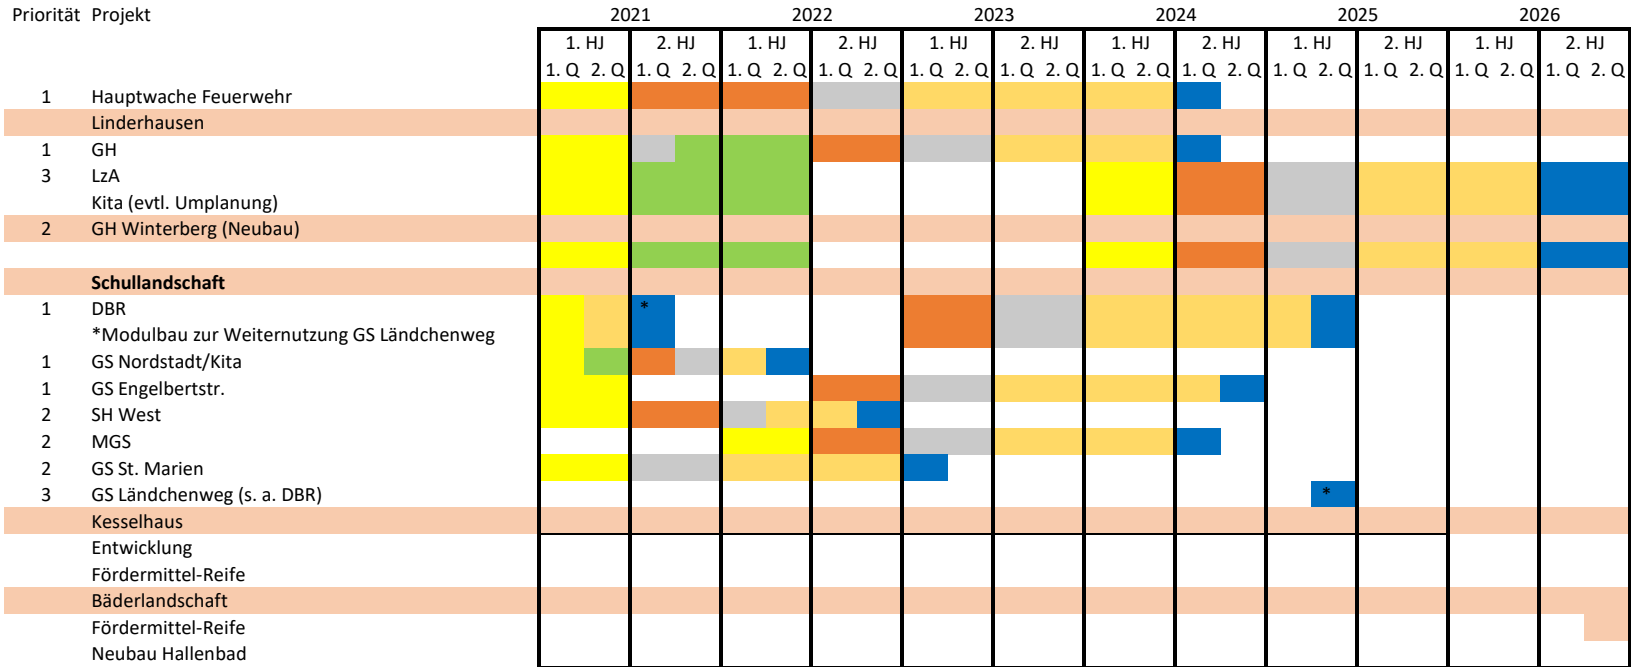 Priorität Projekt 2021 2022 2023 2024 2025 2026
1. HJ 2. HJ 1. HJ 2. HJ 1. HJ 2. HJ 1. HJ 2. HJ 1. HJ 2. HJ 1. HJ 2. HJ
1. Q 2. Q 1. Q 2. Q 1. Q 2. Q 1. Q 2. Q 1. Q 2. Q 1. Q 2. Q 1. Q 2. Q 1. Q 2. Q 1. Q 2. Q 1. Q 2. Q 1. Q 2. Q 1. Q 2. Q
1 Hauptwache Feuerwehr
Linderhausen
1 GH
3 LzA
Kita (evtl. Umplanung)
2 GH Winterberg (Neubau)
Schullandschaft
1 DBR *
*Modulbau zur Weiternutzung GS Ländchenweg
1 GS Nordstadt/Kita
1 GS Engelbertstr.
2 SH West
2 MGS
2 GS St. Marien
3 GS Ländchenweg (s. a. DBR) *
Kesselhaus
Entwicklung
Fördermittel-Reife
Bäderlandschaft
Fördermittel-Reife
Neubau Hallenbad